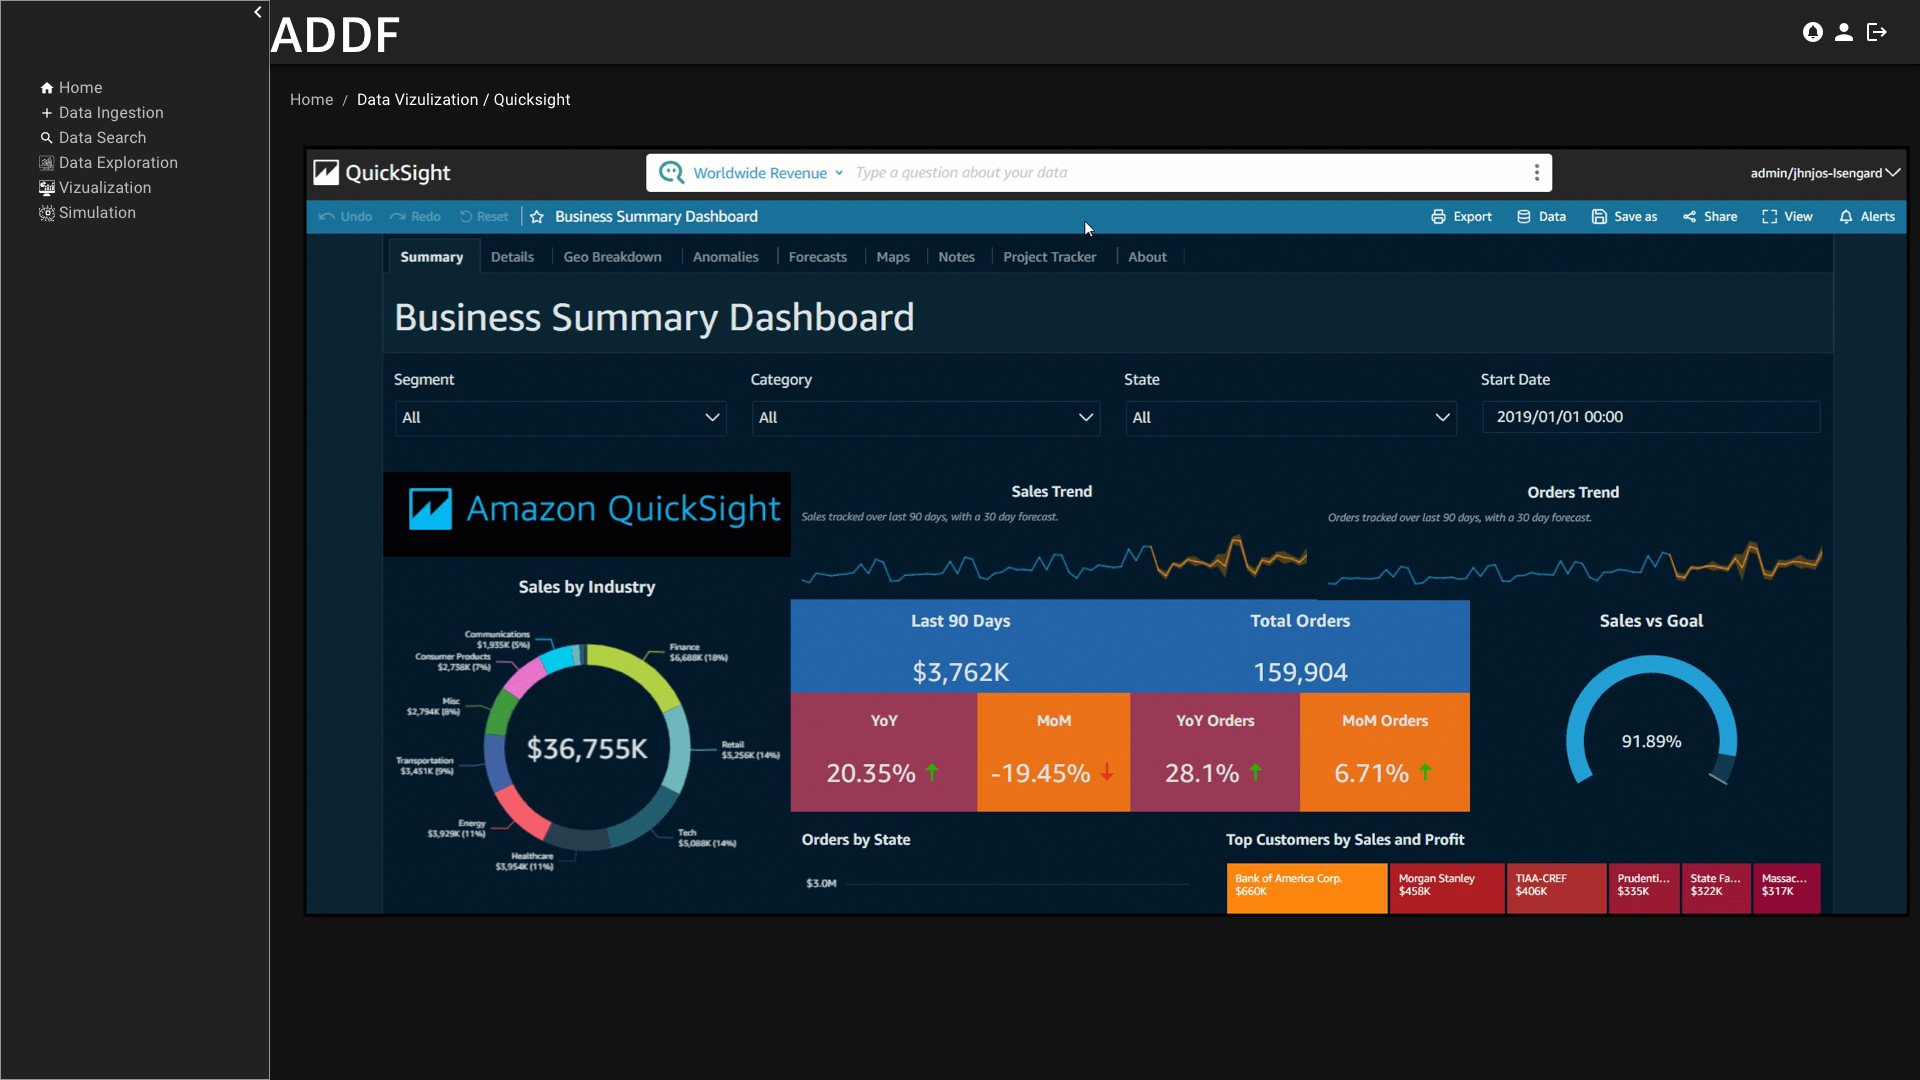 ADDF
Home
Data Ingestion
Data Search
Data Exploration
Vizualization
Simulation
Home / Data Vizulization / Quicksight
QuickSight
Worldwide Revenue
Type a question about your data
admin/jhnjos-Isengard
Undo Redo Reset Business Summary Dashboard Export Data Save as Share View Alerts
Summary Details Geo Breakdown Anomalies Forecasts Maps Notes Project Tracker About
Business Summary Dashboard
Segment Category State Start Date
All All All 2019/01/01 00:00
Amazon QuickSight
Sales Trend
Sales tracked over last 90 days, with a 30 day forecast.
Orders Trend
Orders tracked over last 90 days, with a 30 day forecast.
Sales by Industry
Communications
$1,935K (5%)
Consumer Products
$2,738K (7%)
Misc
$2,794K (8%)
Transportation
$3,451K (9%)
Energy
$3,929K (11%)
Healthcare
$3,954K (11%)
Finance
$6,688K (18%)
Retail
$5,256K (14%)
Tech
$5,088K (14%)
$36,755K
Last 90 Days
$3,762K
Total Orders
159,904
YoY
20.35%
MoM
-19.45%
YoY Orders
28.1%
MoM Orders
6.71%
Sales vs Goal
91.89%
Orders by State
$3.0M
Top Customers by Sales and Profit
Bank of America Corp.
$660K
Morgan Stanley
$458K
TIAA-CREF
$406K
Prudenti...
$335K
State Fa...
$322K
Massac...
$317K